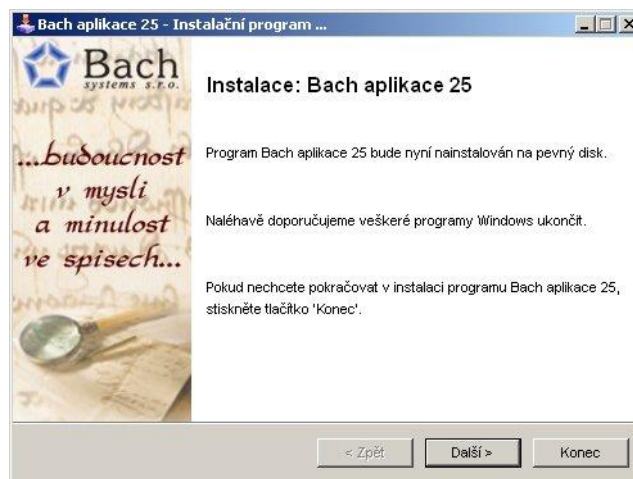 Bach aplikace 25 - Instalační program ...
Bach
systems s.r.o.
...budoucnost
v mysli
a minulost
ve spisech...
Instalace: Bach aplikace 25
Program Bach aplikace 25 bude nyní nainstalován na pevný disk.
Naléhavě doporučujeme veškeré programy Windows ukončit.
Pokud nechcete pokračovat v instalaci programu Bach aplikace 25,
stiskněte tlačítko 'Konec'.
< Zpět
Další >
Konec